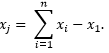 x_j = \sum_{i=1}^{n} x_i - x_1.